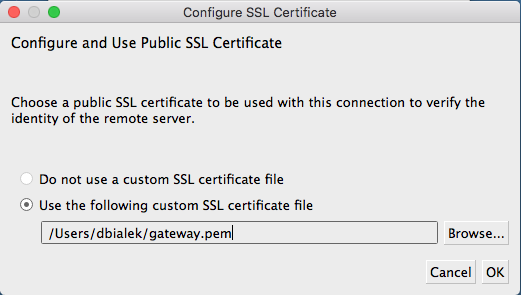 Configure SSL Certificate
Configure and Use Public SSL Certificate
Choose a public SSL certificate to be used with this connection to verify the
identity of the remote server.
Do not use a custom SSL certificate file
Use the following custom SSL certificate file
/Users/dbialek/gateway.pem
Browse...
Cancel
OK